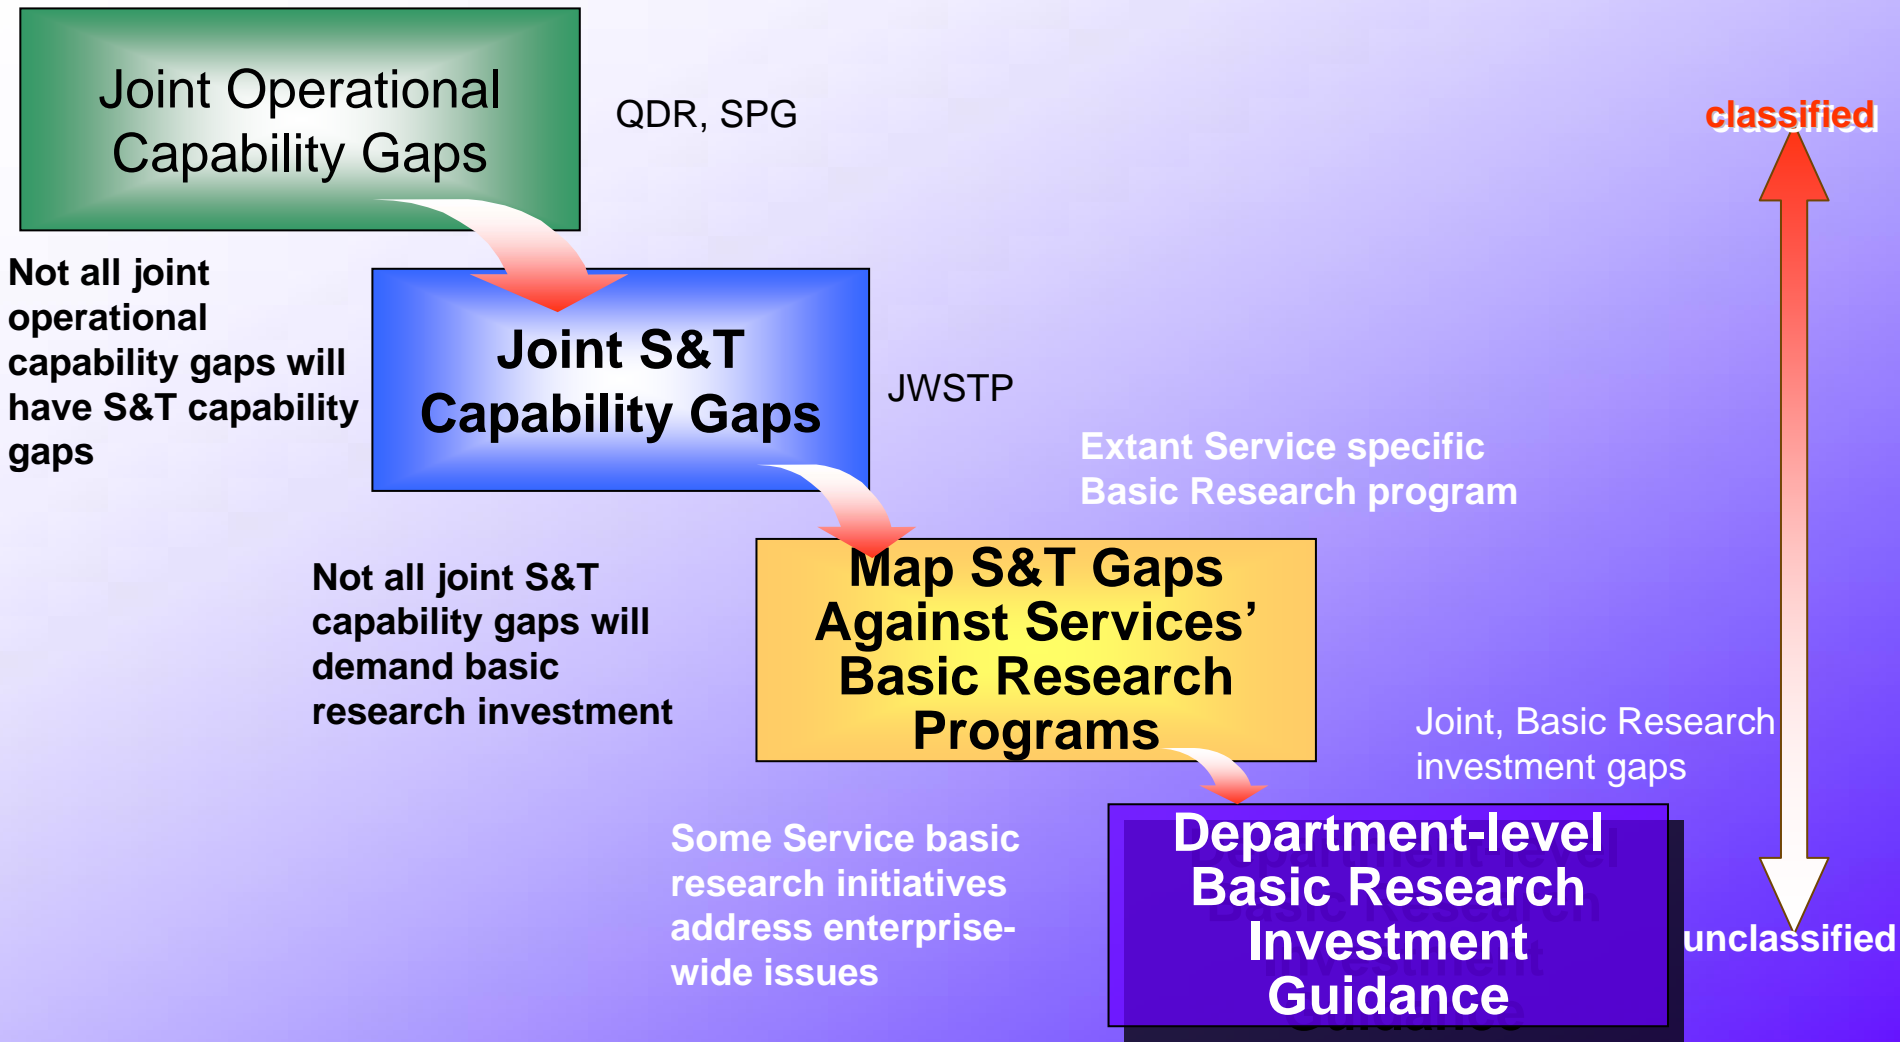 Joint Operational
Capability Gaps
QDR, SPG
classified
Not all joint
operational
capability gaps will
have S&T capability
gaps
Joint S&T
Capability Gaps
JWSTP
Extant Service specific
Basic Research program
Not all joint S&T
capability gaps will
demand basic
research investment
Map S&T Gaps
Against Services’
Basic Research
Programs
Joint, Basic Research
investment gaps
Some Service basic
research initiatives
address enterprise-
wide issues
Department-level
Basic Research
Investment
Guidance
unclassified